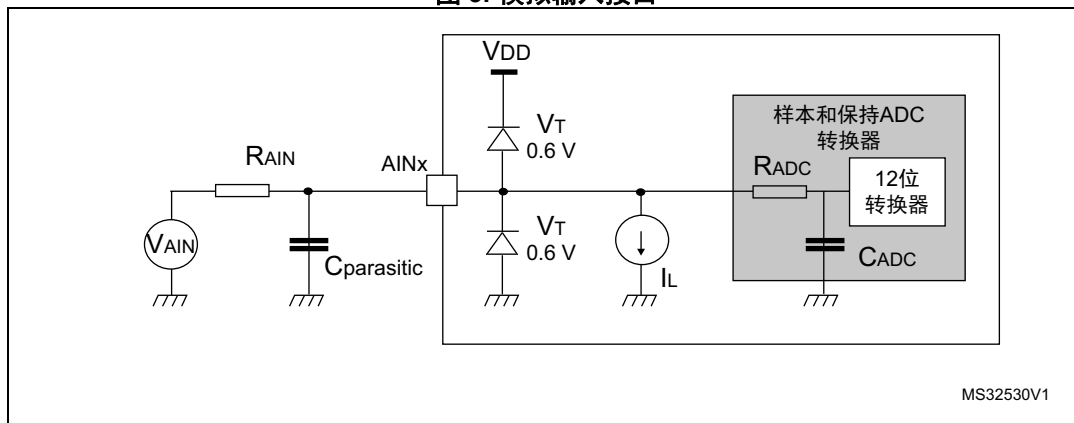 VDD
样本和保持ADC
转换器
VT
0.6 V
RAIN
AINx
RADC
12位
转换器
VAIN
Cparasitic
VT
0.6 V
IL
CADC
MS32530V1